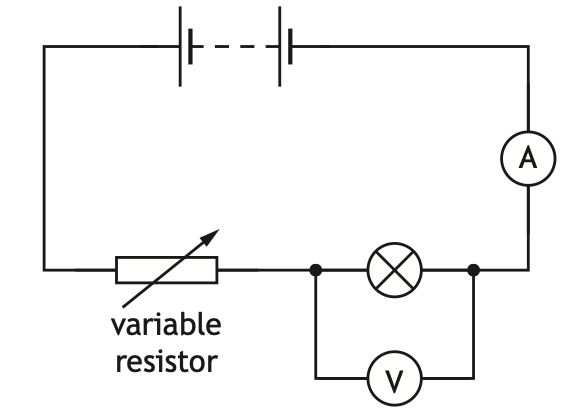 A
variable
resistor
V